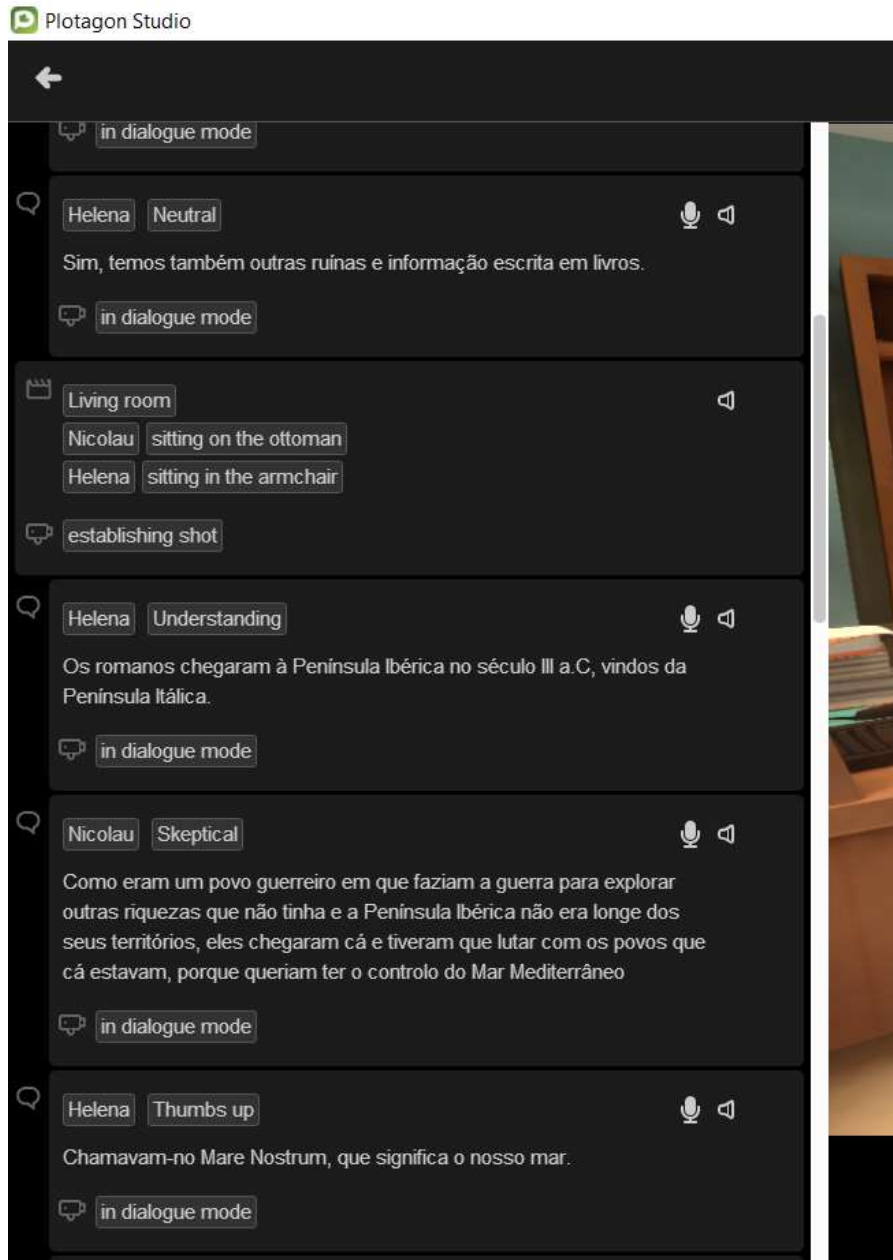 Plotagon Studio
in dialogue mode
Helena Neutral
Sim, temos também outras ruínas e informação escrita em livros.
in dialogue mode
Living room
Nicolau sitting on the ottoman
Helena sitting in the armchair
establishing shot
Helena Understanding
Os romanos chegaram à Península Ibérica no século III a.C, vindos da
Península Itálica.
in dialogue mode
Nicolau Skeptical
Como eram um povo guerreiro em que faziam a guerra para explorar
outras riquezas que não tinha e a Península Ibérica não era longe dos
seus territórios, eles chegaram cá e tiveram que lutar com os povos que
cá estavam, porque queriam ter o controlo do Mar Mediterrâneo
in dialogue mode
Helena Thumbs up
Chamavam-no Mare Nostrum, que significa o nosso mar.
in dialogue mode